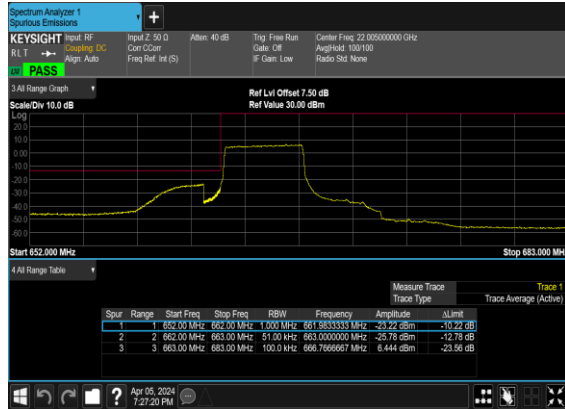 Spectrum Analyzer 1
Spurious Emissions
+
KEYSIGHT Input: RF Input Z: 50 Ω Atten: 40 dB Trig: Free Run Center Freq: 22.005000000 GHz
RLT Coupling: DC Corr CCorr Gate: Off Avg|Hold: 100/100
Align: Auto Freq Ref: Int (S) IF Gain: Low Radio Std: None
PASS
3 All Range Graph
Ref Lvl Offset 7.50 dB
Scale/Div 10.0 dB Ref Value 30.00 dBm
Log
20.0
10.0
0.00
-10.0
-20.0
-30.0
-40.0
-50.0
-60.0
Start 652.000 MHz Stop 683.000 MHz
4 All Range Table
Measure Trace Trace 1
Trace Type Trace Average (Active)
Spur Range Start Freq Stop Freq RBW Frequency Amplitude ΔLimit
1 1 652.00 MHz 662.00 MHz 1.000 MHz 661.9833333 MHz -23.22 dBm -10.22 dB
2 2 662.00 MHz 663.00 MHz 51.00 kHz 663.0000000 MHz -25.78 dBm -12.78 dB
3 3 663.00 MHz 683.00 MHz 100.0 kHz 666.7666667 MHz 6.444 dBm -23.56 dB
? Apr 05, 2024
7:27:20 PM